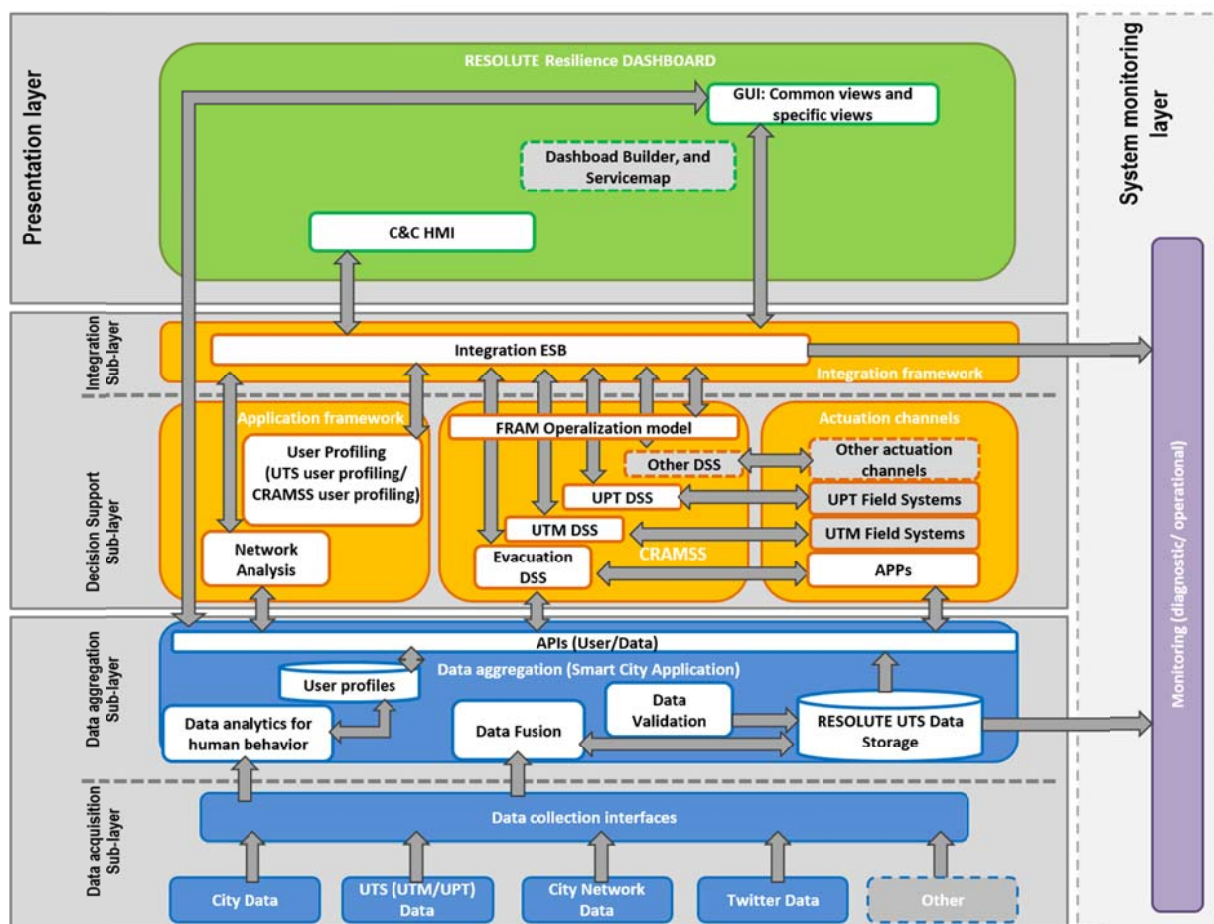 Presentation layer
RESOLUTE Resilience DASHBOARD
GUI: Common views and
specific views
Dashboad Builder, and
Servicemap
C&C HMI
System monitoring
layer
Integration
Sub-layer
Integration ESB
Integration framework
Decision Support
Sub-layer
Application framework
User Profiling
(UTS user profiling/
CRAMSS user profiling)
Network
Analysis
FRAM Operalization model
Other DSS
UPT DSS
UTM DSS
Evacuation
DSS
CRAMSS
Actuation channels
Other actuation
channels
UPT Field Systems
UTM Field Systems
APPs
Monitoring (diagnostic/ operational)
Data aggregation
Sub-layer
APIs (User/Data)
Data aggregation (Smart City Application)
User profiles
Data analytics for
human behavior
Data Fusion
Data
Validation
RESOLUTE UTS Data
Storage
Data acquisition
Sub-layer
Data collection interfaces
City Data
UTS (UTM/UPT)
Data
City Network
Data
Twitter Data
Other